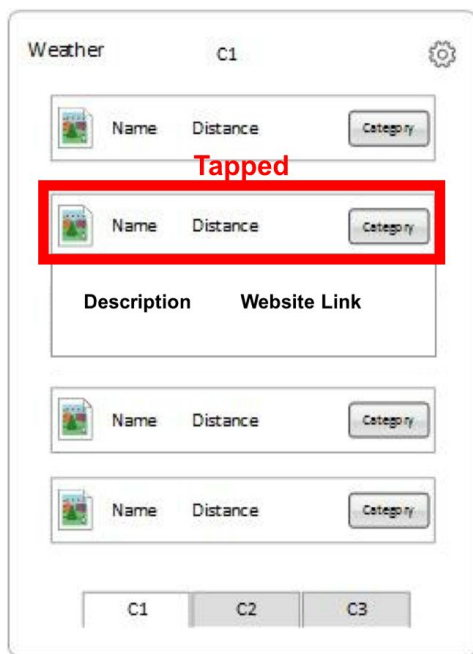 Weather C1
Name Distance Category
Tapped
Name Distance Category
Description Website Link
Name Distance Category
Name Distance Category
C1 C2 C3